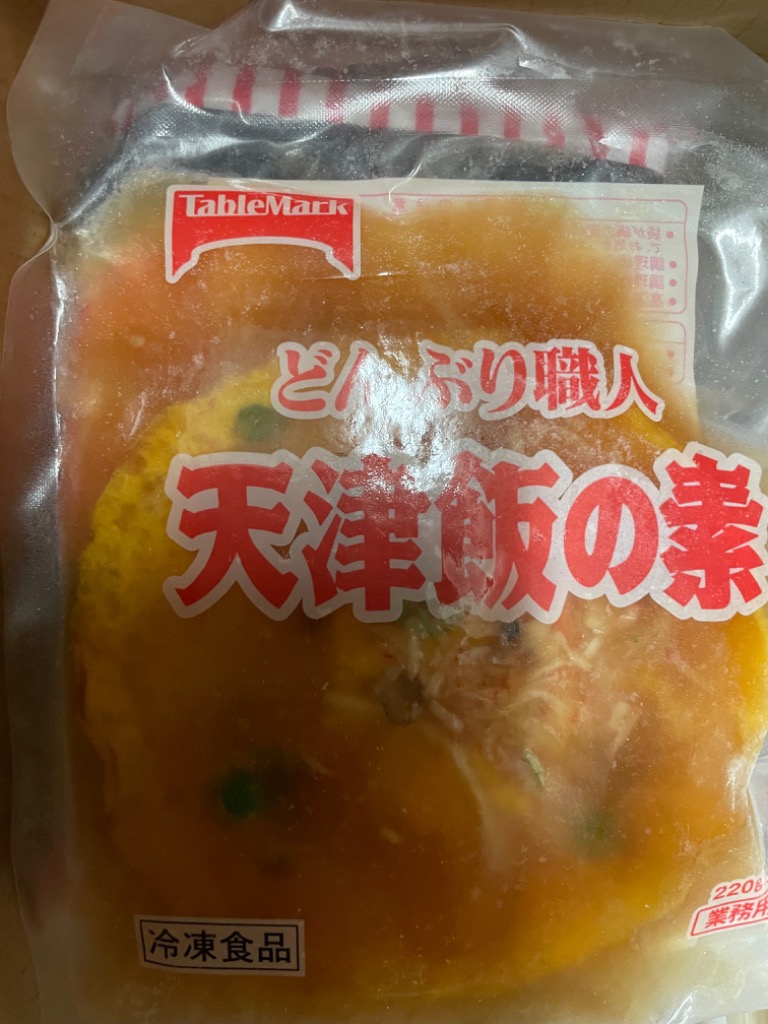 TableMark
どんぶり職人
天津飯の素
220g
業務用
冷凍食品